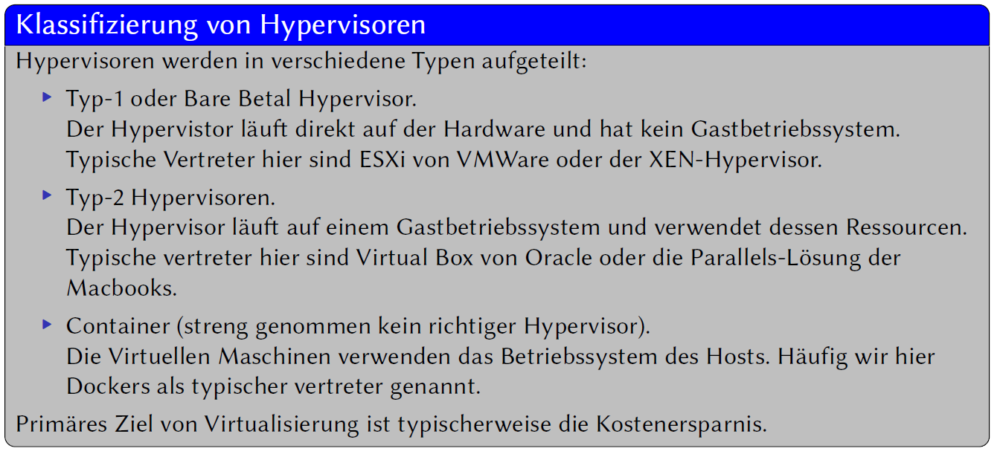 Klassifizierung von Hypervisoren
Hypervisoren werden in verschiedene Typen aufgeteilt:
Typ-1 oder Bare Betal Hypervisor.
Der Hypervistor läuft direkt auf der Hardware und hat kein Gastbetriebssystem.
Typische Vertreter hier sind ESXi von VMWare oder der XEN-Hypervisor.
Typ-2 Hypervisoren.
Der Hypervisor läuft auf einem Gastbetriebssystem und verwendet dessen Ressourcen.
Typische vertreter hier sind Virtual Box von Oracle oder die Parallels-Lösung der
Macbooks.
Container (streng genommen kein richtiger Hypervisor).
Die Virtuellen Maschinen verwenden das Betriebssystem des Hosts. Häufig wir hier
Dockers als typischer vertreter genannt.
Primäres Ziel von Virtualisierung ist typischerweise die Kostenersparnis.